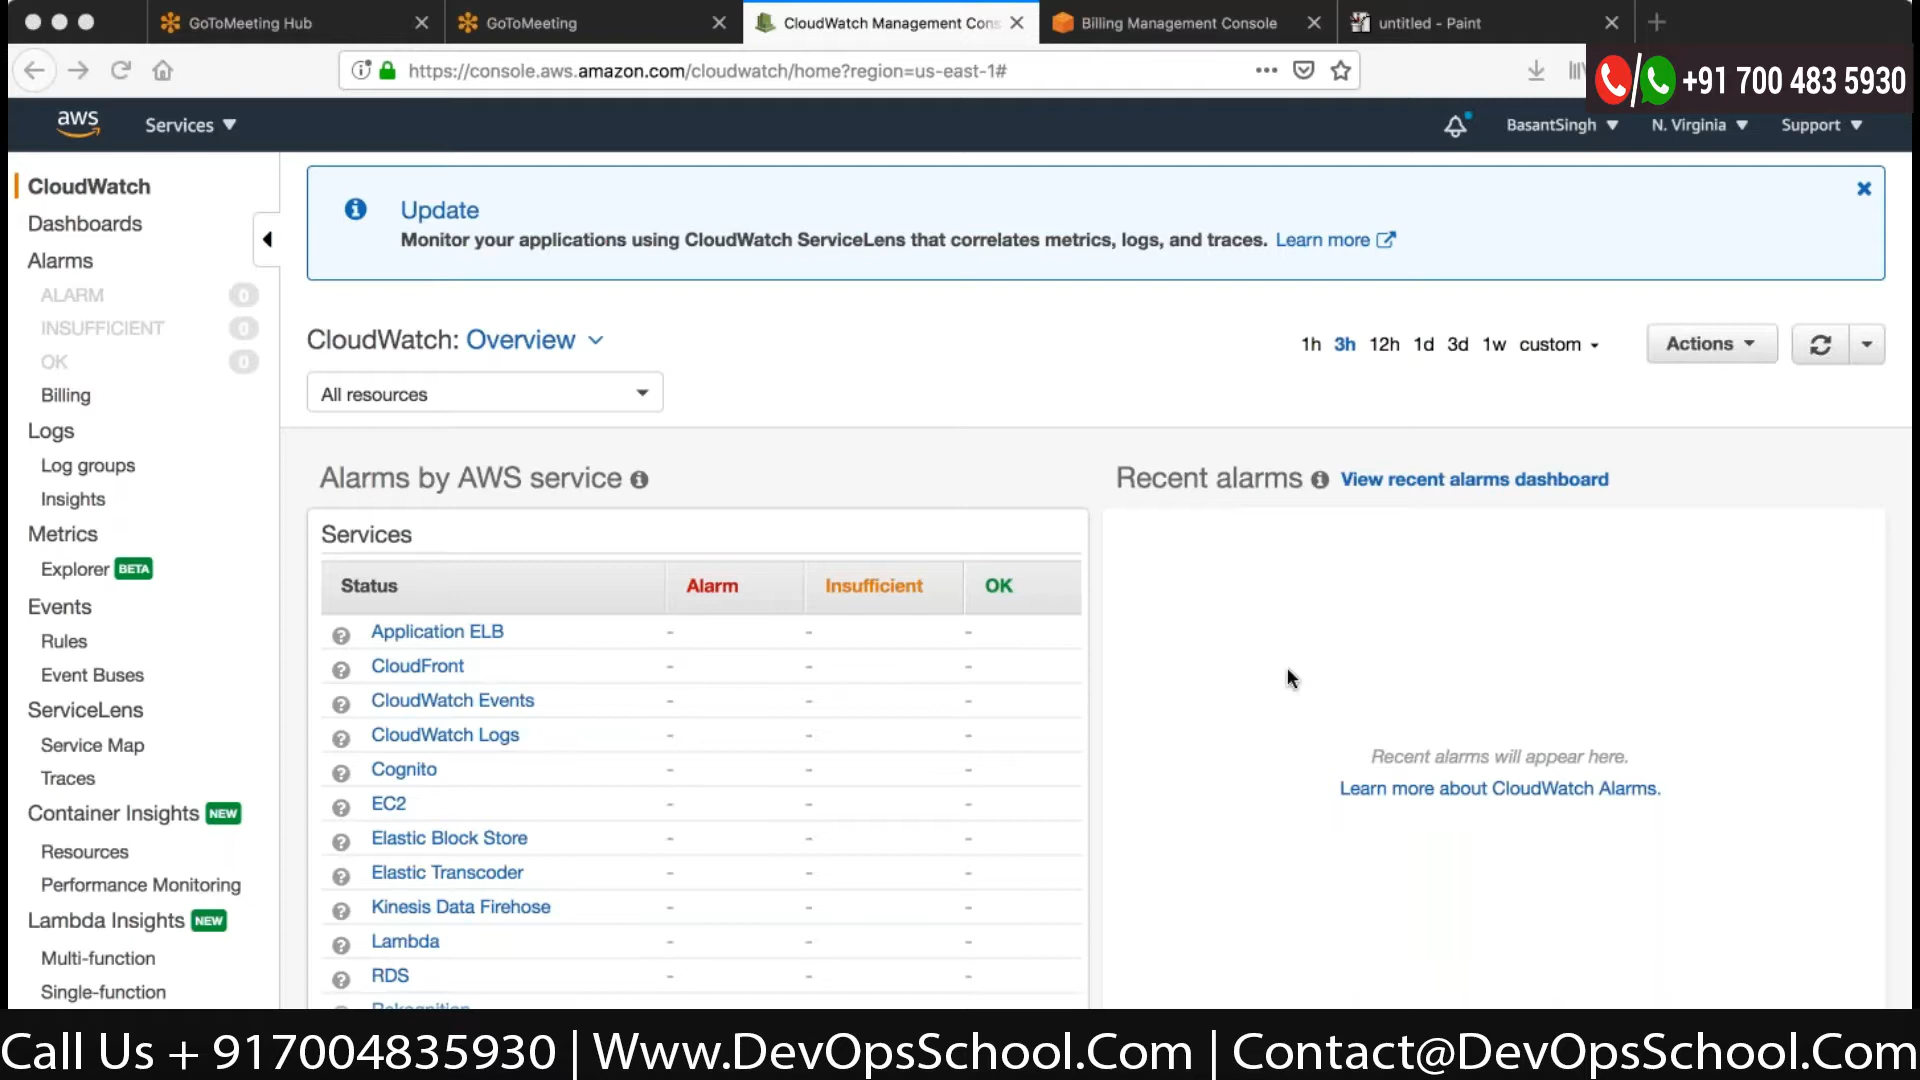 GoToMeeting Hub
GoToMeeting
CloudWatch Management Cons
Billing Management Console
untitled - Paint
https://console.aws.amazon.com/cloudwatch/home?region=us-east-1#
+91 700 483 5930
aws
Services
BasantSingh
N. Virginia
Support
CloudWatch
Dashboards
Alarms
ALARM 0
INSUFFICIENT 0
OK 0
Billing
Logs
Log groups
Insights
Metrics
Explorer BETA
Events
Rules
Event Buses
ServiceLens
Service Map
Traces
Container Insights NEW
Resources
Performance Monitoring
Lambda Insights NEW
Multi-function
Single-function
Update
Monitor your applications using CloudWatch ServiceLens that correlates metrics, logs, and traces. Learn more
CloudWatch: Overview
1h 3h 12h 1d 3d 1w custom
Actions
All resources
Alarms by AWS service
Services
Status Alarm Insufficient OK
Application ELB - - -
CloudFront - - -
CloudWatch Events - - -
CloudWatch Logs - - -
Cognito - - -
EC2 - - -
Elastic Block Store - - -
Elastic Transcoder - - -
Kinesis Data Firehose - - -
Lambda - - -
RDS - - -
Recent alarms View recent alarms dashboard
Recent alarms will appear here.
Learn more about CloudWatch Alarms.
Call Us + 917004835930 | Www.DevOpsSchool.Com | Contact@DevOpsSchool.Com